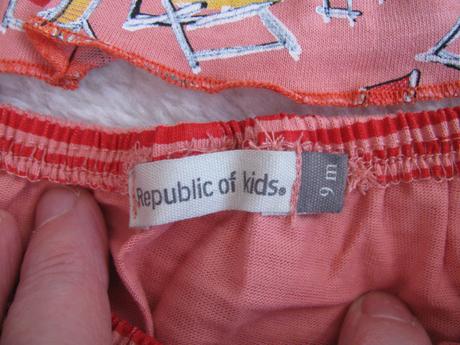 Republic of kids®
9 m